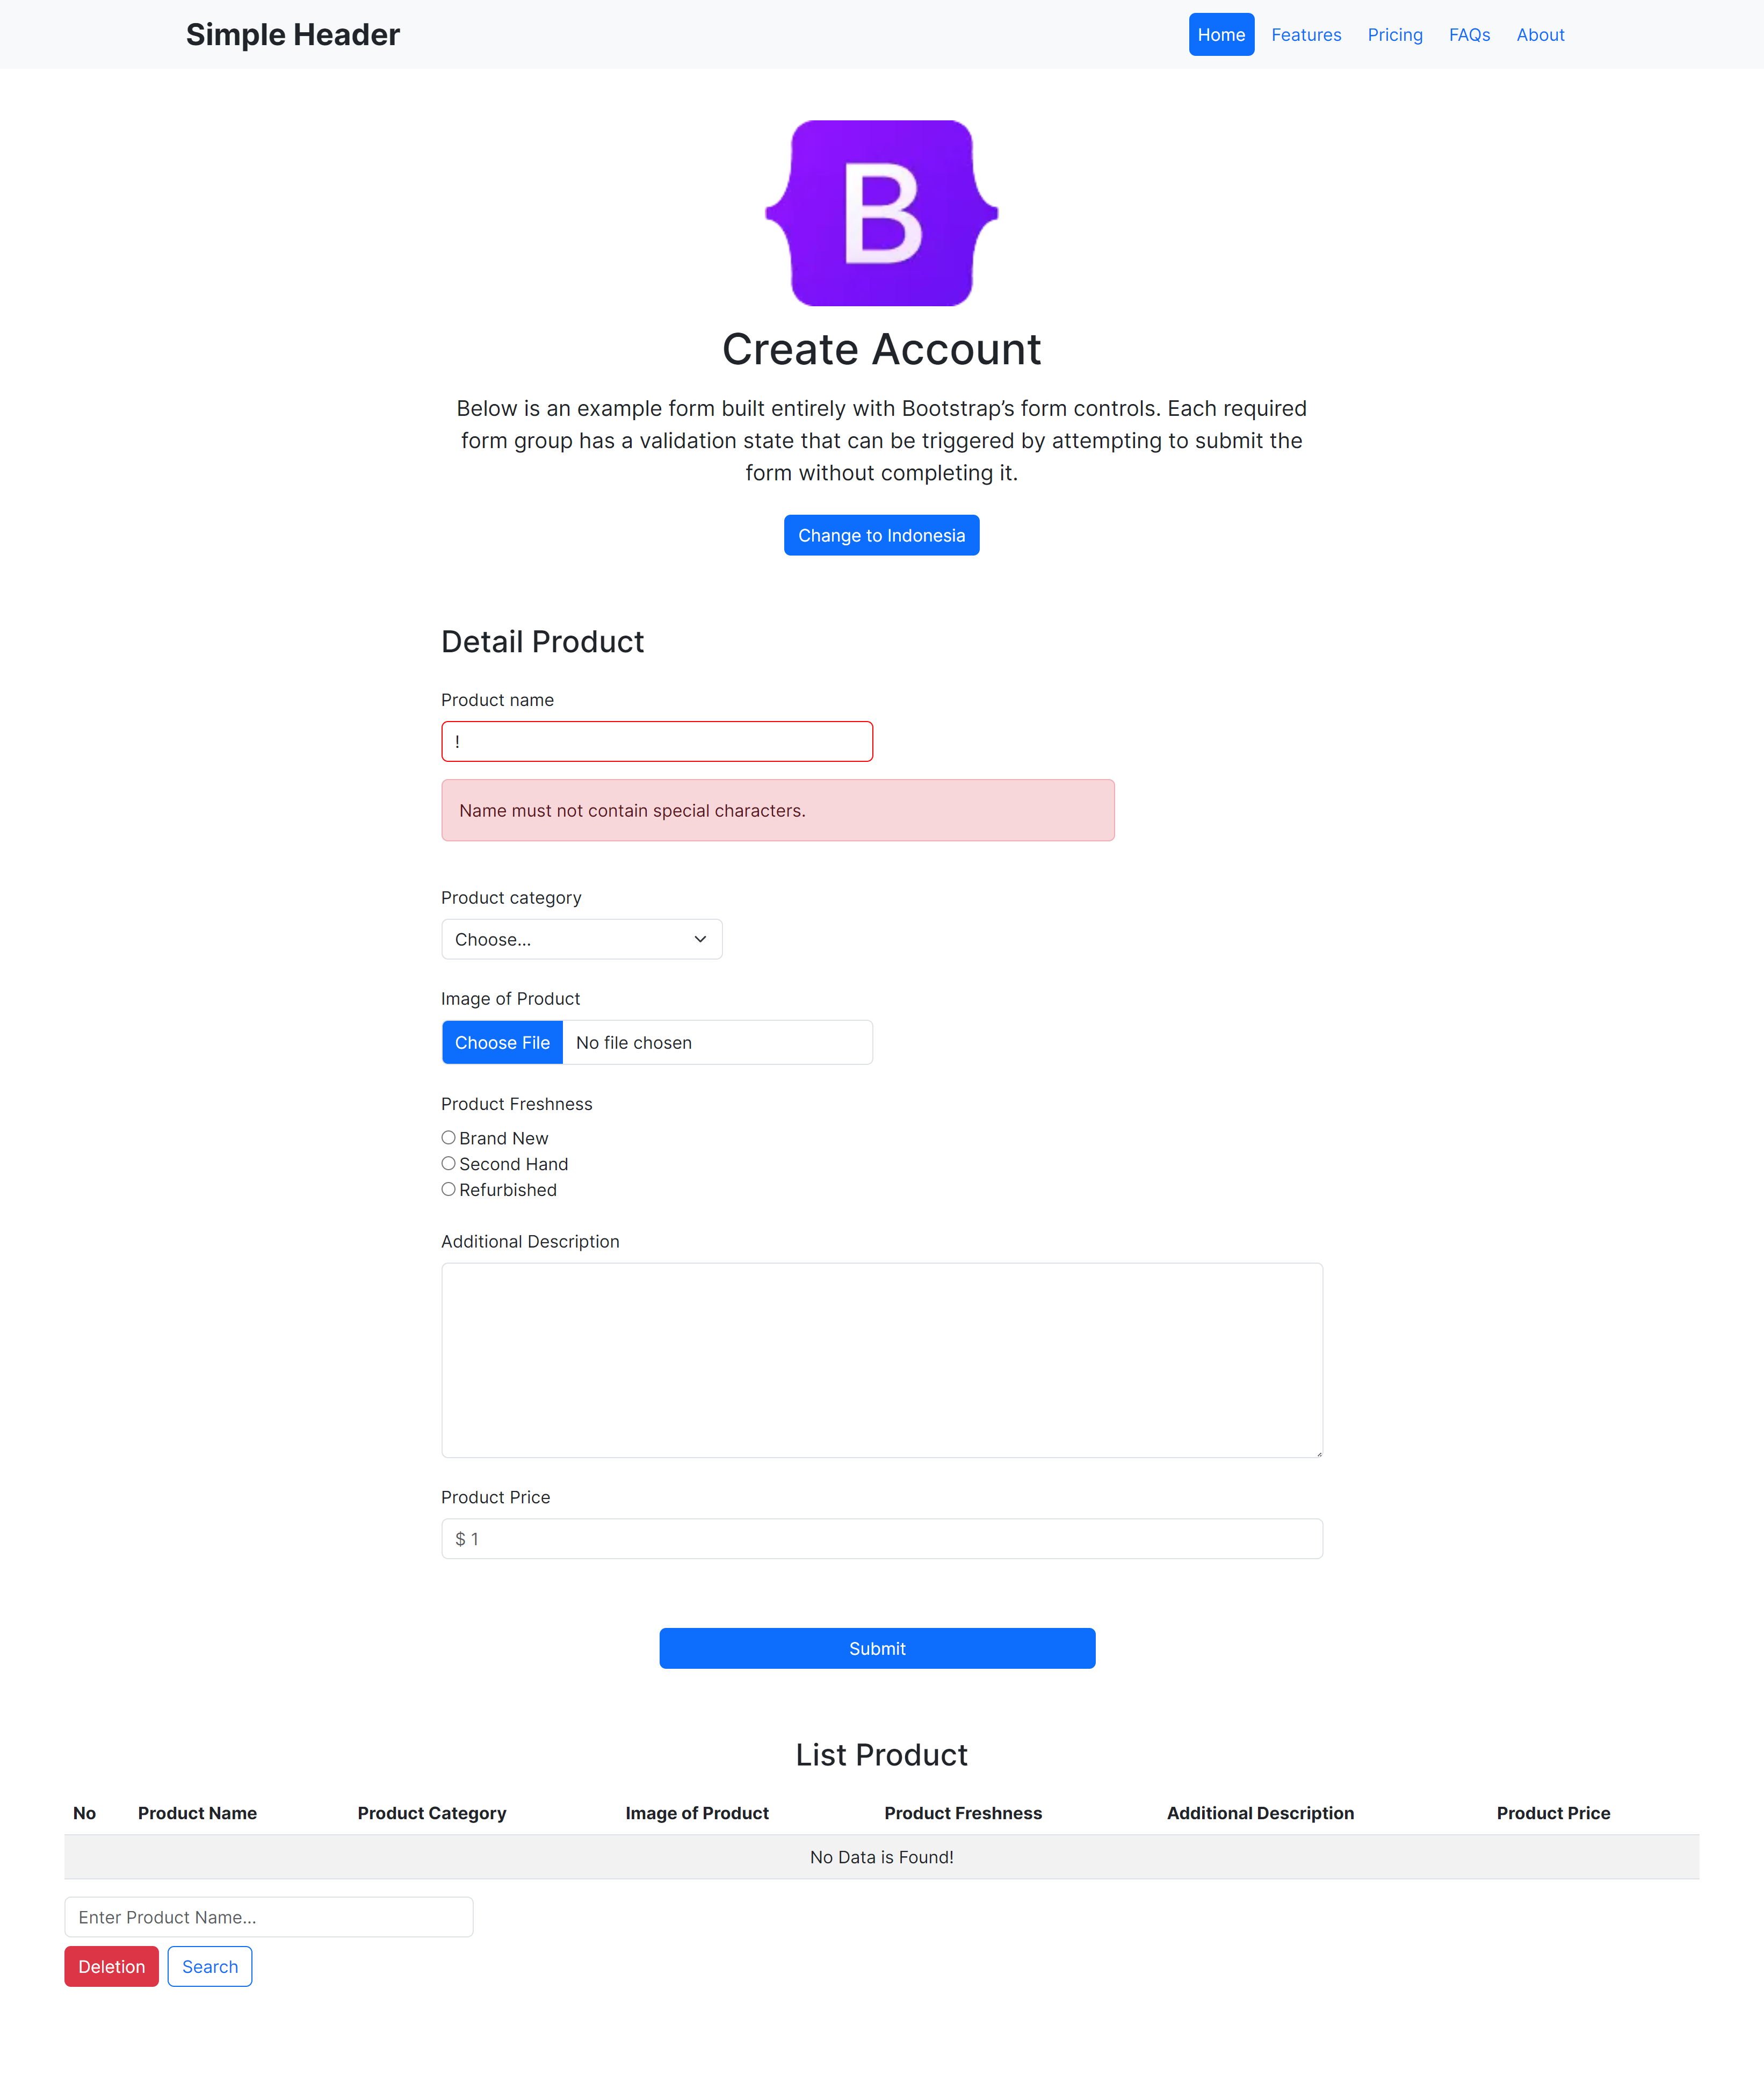 Simple Header
Home Features Pricing FAQs About
B
Create Account
Below is an example form built entirely with Bootstrap’s form controls. Each required
form group has a validation state that can be triggered by attempting to submit the
form without completing it.
Change to Indonesia
Detail Product
Product name
!
Name must not contain special characters.
Product category
Choose...
Image of Product
Choose File No file chosen
Product Freshness
Brand New
Second Hand
Refurbished
Additional Description
Product Price
$ 1
Submit
List Product
No Product Name Product Category Image of Product Product Freshness Additional Description Product Price
No Data is Found!
Enter Product Name...
Deletion Search